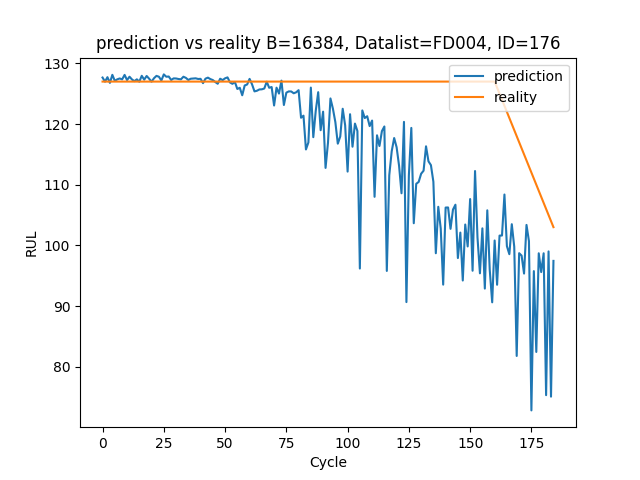 prediction vs reality B=16384, Datalist=FD004, ID=176
prediction
reality
130
120
110
100
90
80
RUL
0 25 50 75 100 125 150 175
Cycle